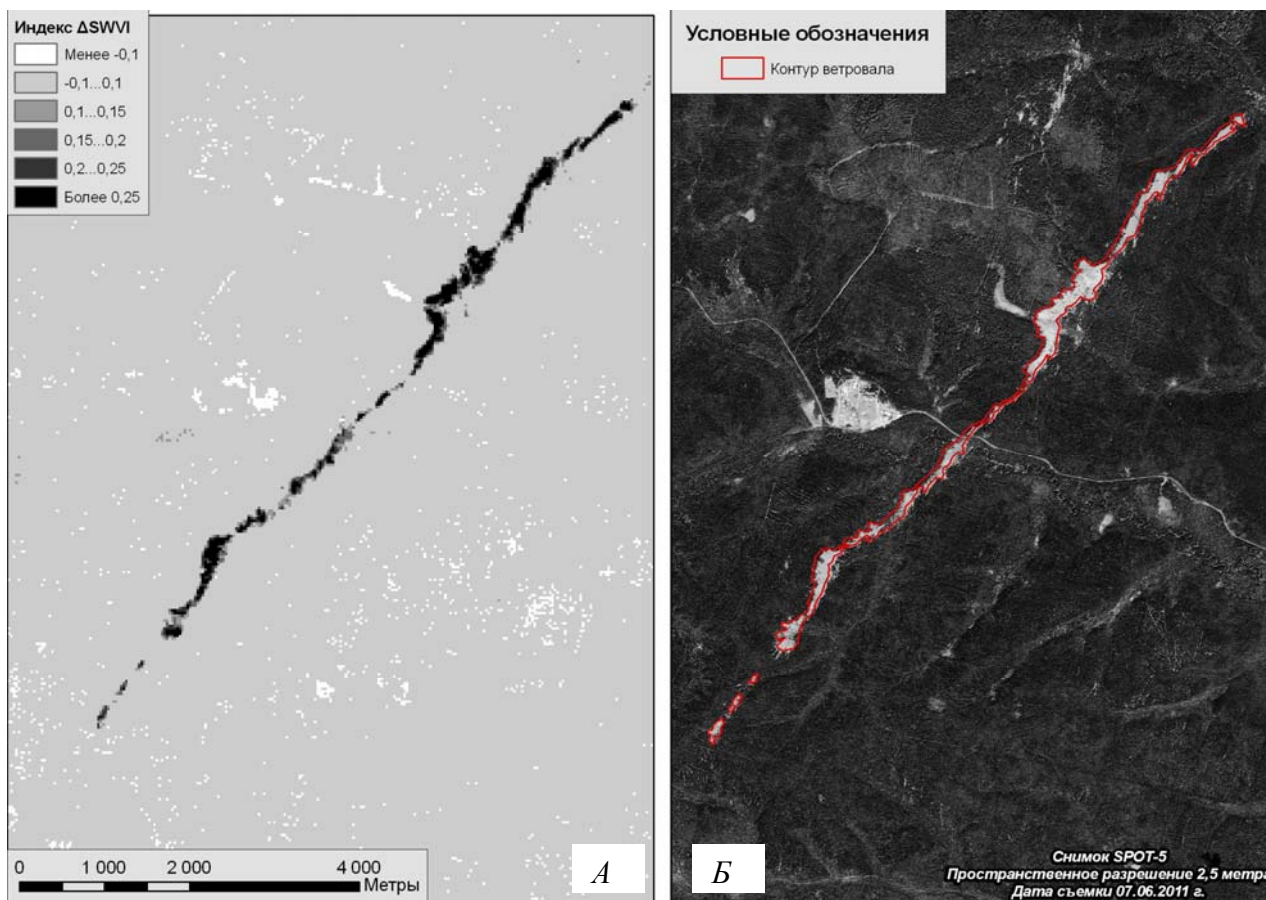 Индекс ΔSWVI
Менее -0,1
-0,1...0,1
0,1...0,15
0,15...0,2
0,2...0,25
Более 0,25
0 1 000 2 000 4 000
Метры
А
Условные обозначения
Контур ветровала
Б
Снимок SPOT-5
Пространственное разрешение 2,5 метра
Дата съемки 07.06.2011 г.